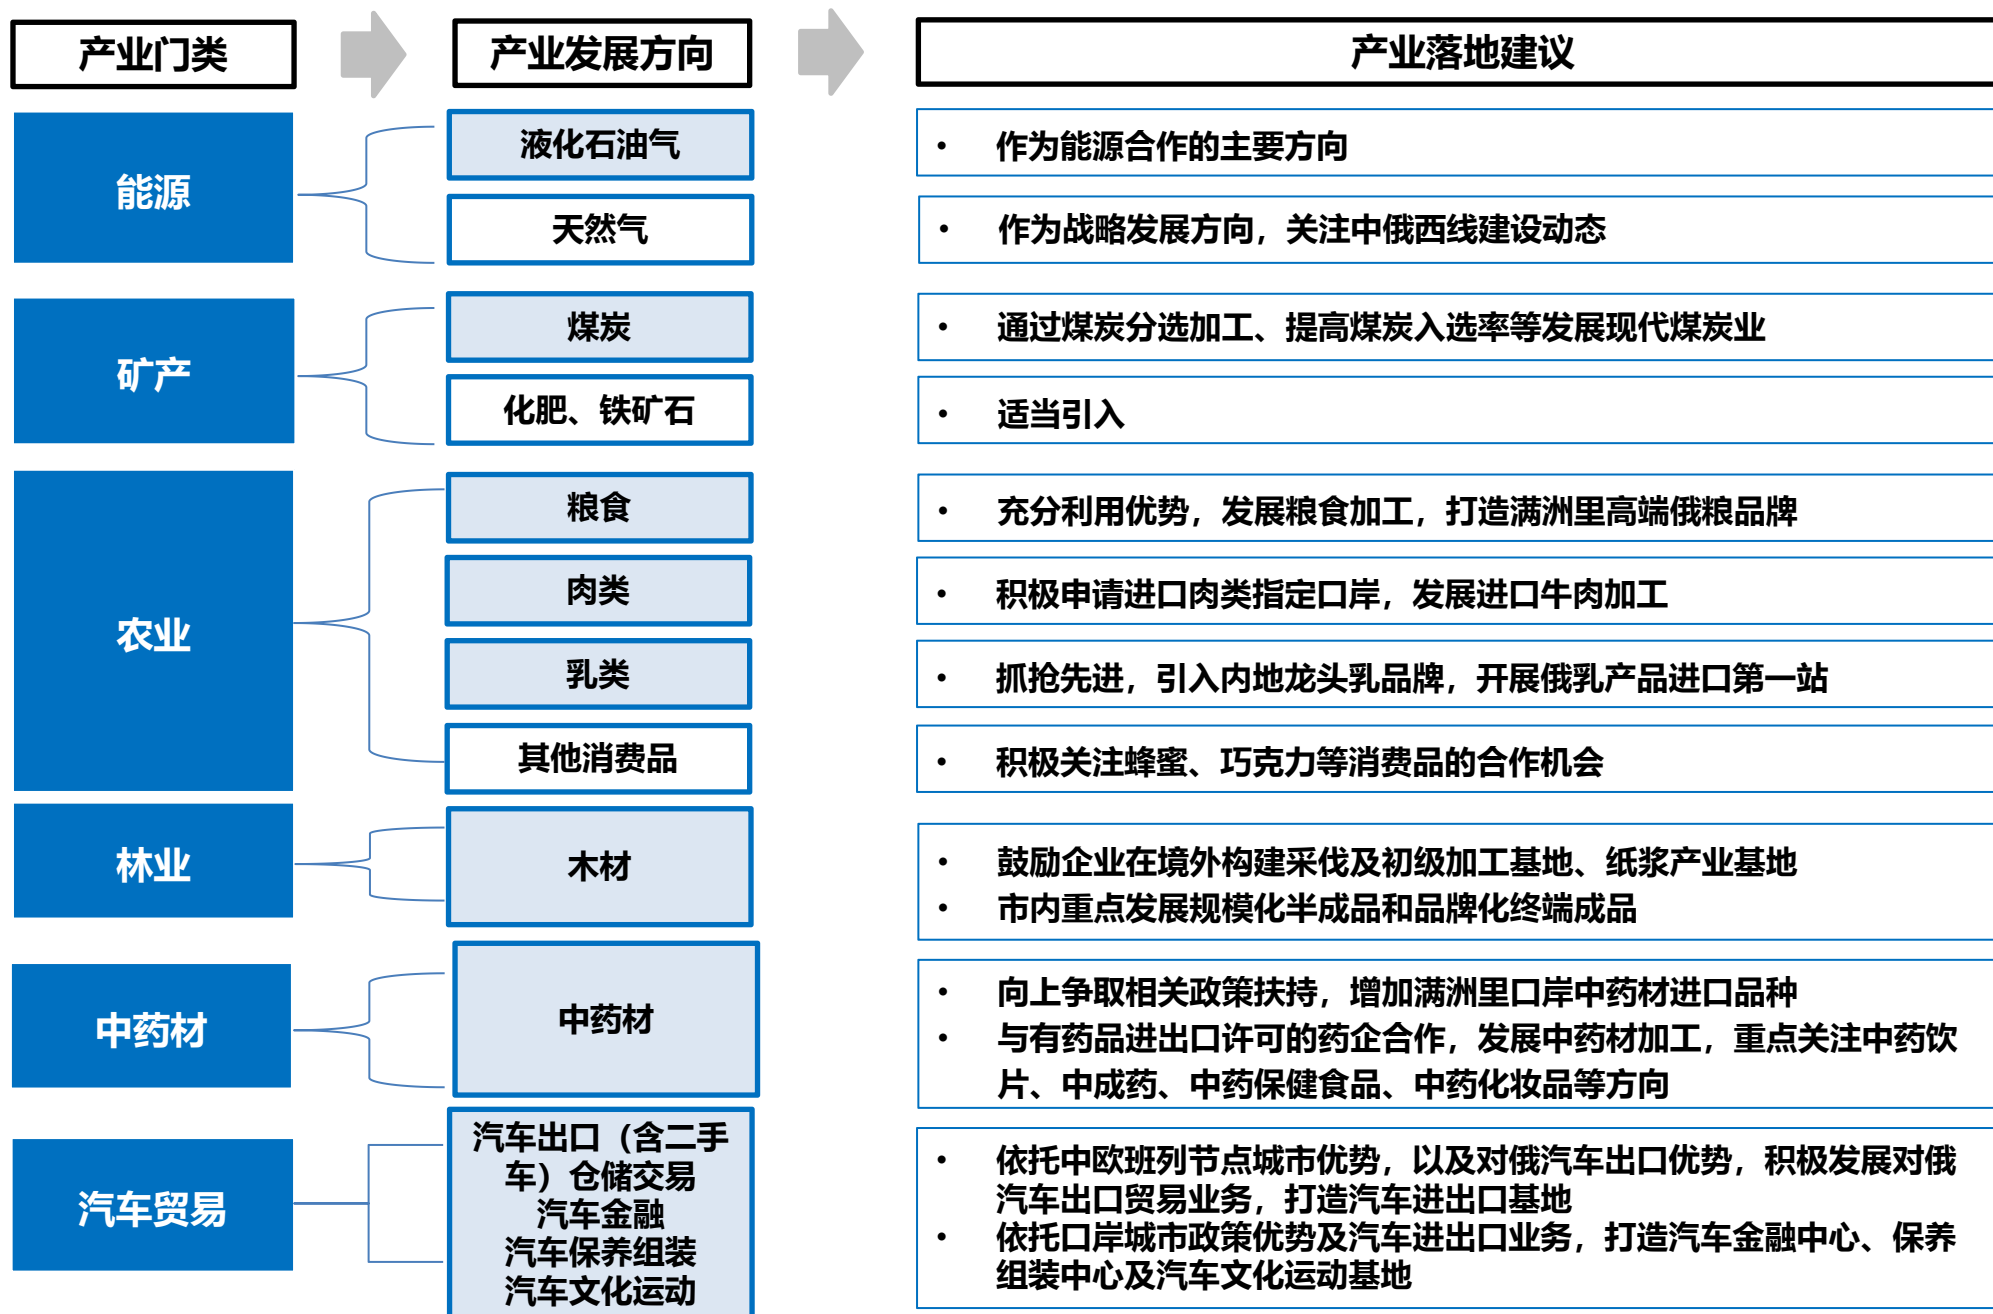 产业门类
产业发展方向
产业落地建议
能源
液化石油气
• 作为能源合作的主要方向
天然气
• 作为战略发展方向，关注中俄西线建设动态
矿产
煤炭
• 通过煤炭分选加工、提高煤炭入选率等发展现代煤炭业
化肥、铁矿石
• 适当引入
农业
粮食
• 充分利用优势，发展粮食加工，打造满洲里高端俄粮品牌
肉类
• 积极申请进口肉类指定口岸，发展进口牛肉加工
乳类
• 抓抢先进，引入内地龙头乳品牌，开展俄乳产品进口第一站
其他消费品
• 积极关注蜂蜜、巧克力等消费品的合作机会
林业
木材
• 鼓励企业在境外构建采伐及初级加工基地、纸浆产业基地
• 市内重点发展规模化半成品和品牌化终端成品
中药材
中药材
• 向上争取相关政策扶持，增加满洲里口岸中药材进口品种
• 与有药品进出口许可的药企合作，发展中药材加工，重点关注中药饮
片、中成药、中药保健食品、中药化妆品等方向
汽车贸易
汽车出口（含二手
车）仓储交易
汽车金融
汽车保养组装
汽车文化运动
• 依托中欧班列节点城市优势，以及对俄汽车出口优势，积极发展对俄
汽车出口贸易业务，打造汽车进出口基地
• 依托口岸城市政策优势及汽车进出口业务，打造汽车金融中心、保养
组装中心及汽车文化运动基地